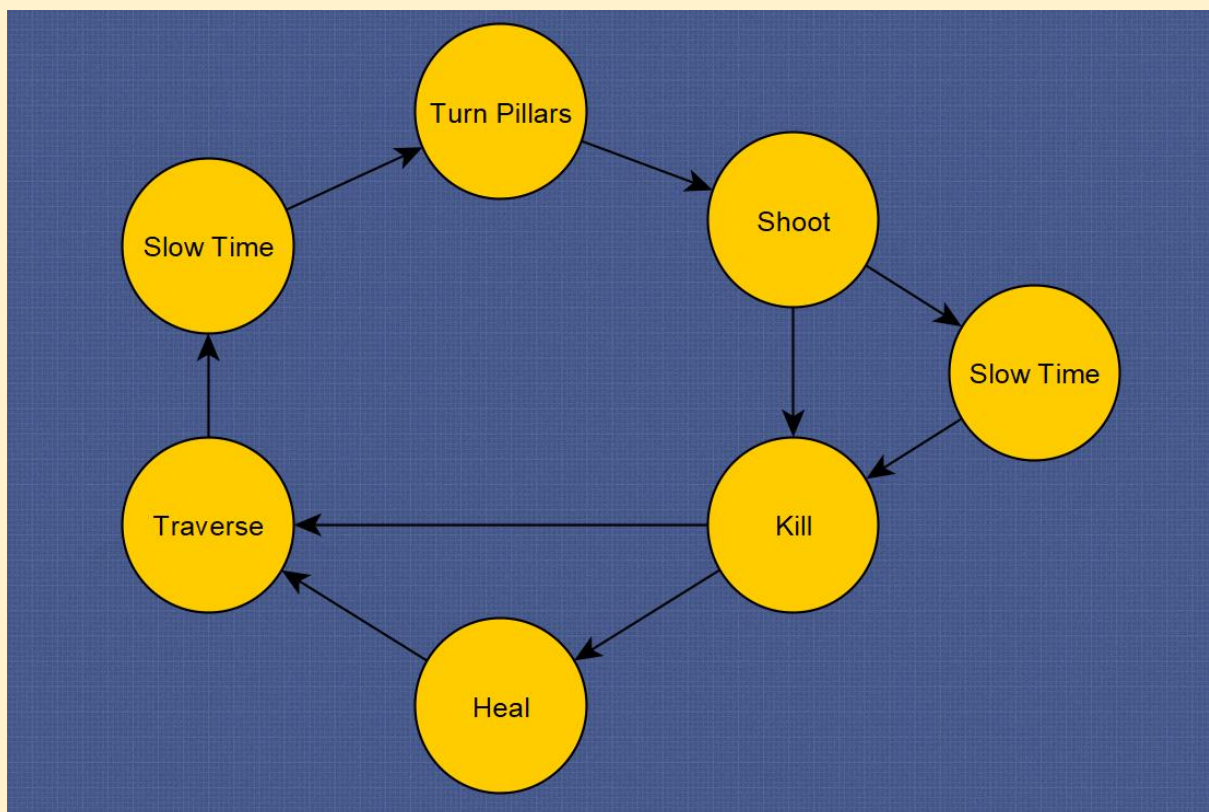 Turn Pillars
Shoot
Slow Time
Slow Time
Traverse
Kill
Heal